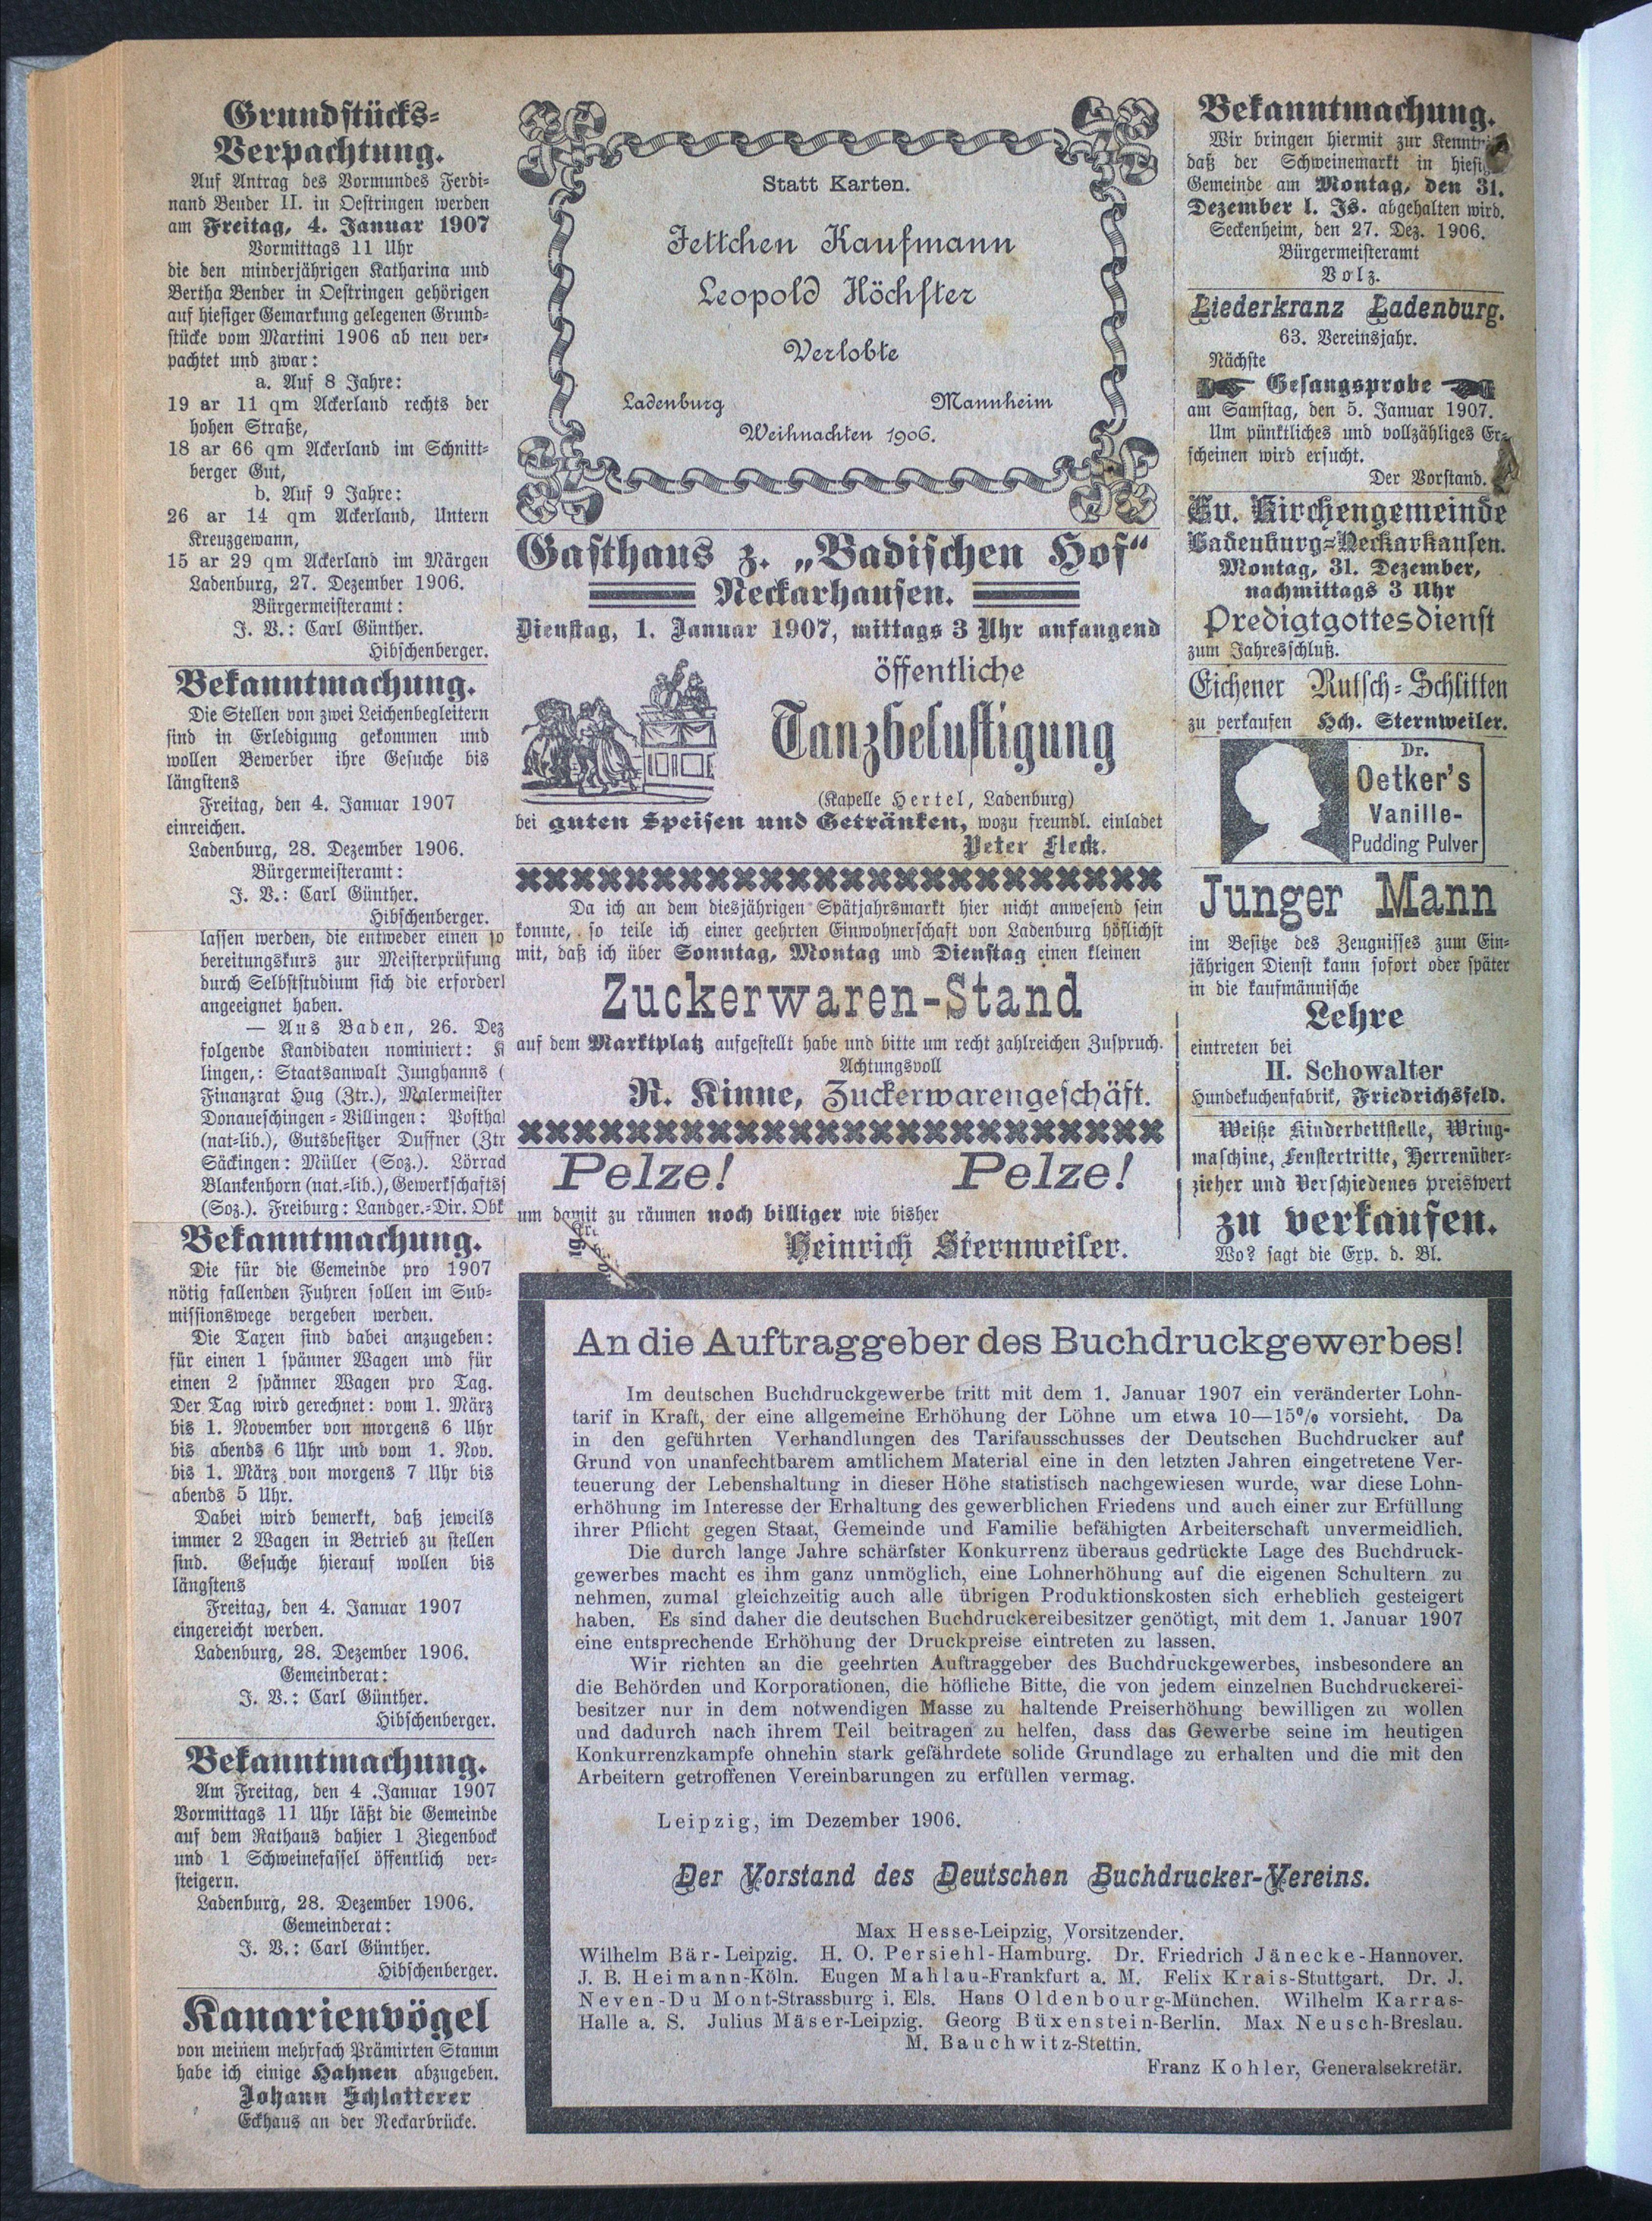 Grundstücks-
Verpachtung.
Auf Antrag des Vormundes Ferdi-
nand Bender II. in Oestringen werden
am Freitag, 4. Januar 1907
Vormittags 11 Uhr
die den minderjährigen Katharina und
Bertha Bender in Oestringen gehörigen
auf hiesiger Gemarkung gelegenen Grund-
stücke vom Martini 1906 ab neu ver-
pachtet und zwar:
a. Auf 8 Jahre:
19 ar 11 qm Ackerland rechts der
hohen Straße,
18 ar 66 qm Ackerland im Schnitt-
berger Gut,
b. Auf 9 Jahre:
26 ar 14 qm Ackerland, Untern
Kreuzgewann,
15 ar 29 qm Ackerland im Märgen
Ladenburg, 27. Dezember 1906.
Bürgermeisteramt:
J. V.: Carl Günther.
Hibschenberger.
Bekanntmachung.
Die Stellen von zwei Leichenbegleitern
sind in Erledigung gekommen und
wollen Bewerber ihre Gesuche bis
längstens
Freitag, den 4. Januar 1907
einreichen.
Ladenburg, 28. Dezember 1906.
Bürgermeisteramt:
J. V.: Carl Günther.
Hibschenberger.
lassen werden, die entweder einen so
bereitungskurs zur Meisterprüfung
durch Selbststudium sich die erforderl
angeeignet haben.
— Aus Baden, 26. Dez
folgende Kandidaten nominiert:
lingen,: Staatsanwalt Junghanns (
Finanzrat Hug (Ztr.), Malermeister
Donaueschingen-Villingen: Posthal
(nat-lib.), Gutsbesitzer Duffner (Ztr
Säckingen: Müller (Soz.). Lörrach
Blankenhorn (nat.-lib.), Gewerkschafts
(Soz.). Freiburg: Landger.-Dir. Obk
Bekanntmachung.
Die für die Gemeinde pro 1907
nötig fallenden Fuhren sollen im Sub-
missionswege vergeben werden.
Die Taxen sind dabei anzugeben:
für einen 1 spänner Wagen und für
einen 2 spänner Wagen pro Tag.
Der Tag wird gerechnet: vom 1. März
bis 1. November von morgens 6 Uhr
bis abends 6 Uhr und vom 1. Nov.
bis 1. März von morgens 7 Uhr bis
abends 5 Uhr.
Dabei wird bemerkt, daß jeweils
immer 2 Wagen in Betrieb zu stellen
sind. Gesuche hierauf wollen bis
längstens
Freitag, den 4. Januar 1907
eingereicht werden.
Ladenburg, 28. Dezember 1906.
Gemeinderat:
J. V.: Carl Günther.
Hibschenberger.
Bekanntmachung.
Am Freitag, den 4 .Januar 1907
Vormittags 11 Uhr läßt die Gemeinde
auf dem Rathaus dahier 1 Ziegenbock
und 1 Schweinefassel öffentlich ver-
steigern.
Ladenburg, 28. Dezember 1906.
Gemeinderat:
J. V.: Carl Günther.
Hibschenberger.
Kanarienvögel
von meinem mehrfach Prämirten Stamm
habe ich einige Hahnen abzugeben.
Johann Schlatterer
Eckhaus an der Neckarbrücke.
Statt Karten.
Jettchen Kaufmann
Leopold Höchster
Verlobte
Ladenburg Mannheim
Weihnachten 1906.
Gasthaus z. „Badischen Hof“
Neckarhausen.
Dienstag, 1. Januar 1907, mittags 3 Uhr anfangend
öffentliche
Tanzbelustigung
(Kapelle Hertel, Ladenburg)
bei guten Speisen und Getränken, wozu freundl. einladet
Peter Fleck.
Da ich an dem diesjährigen Spätjahrsmarkt hier nicht anwesend sein
konnte, so teile ich einer geehrten Einwohnerschaft von Ladenburg höflichst
mit, daß ich über Sonntag, Montag und Dienstag einen kleinen
Zuckerwaren-Stand
auf dem Marktplatz aufgestellt habe und bitte um recht zahlreichen Zuspruch.
Achtungsvoll
R. Kinne, Zuckerwarengeschäft.
Pelze! Pelze!
um damit zu räumen noch billiger wie bisher
Heinrich Sternweiler.
Bekanntmachung.
Wir bringen hiermit zur
daß der Schweinemarkt in
Gemeinde am Montag, den 31.
Dezember l. Js. abgehalten wird.
Seckenheim, den 27. Dez. 1906.
Bürgermeisteramt
Volz.
Liederkranz Ladenburg.
63. Vereinsjahr.
Nächste
Gesangsprobe
am Samstag, den 5. Januar 1907.
Um pünktliches und vollzähliges Er-
scheinen wird ersucht.
Der Vorstand.
Ev. Kirchengemeinde
Ladenburg-Neckarhausen.
Montag, 31. Dezember,
nachmittags 3 Uhr
Predigtgottesdienst
zum Jahresschluß.
Eichener Rutsch-Schlitten
zu verkaufen Hch. Sternweiler.
Dr.
Oetker's
Vanille-
Pudding Pulver
Junger Mann
im Besitze des Zeugnisses zum Ein-
jährigen Dienst kann sofort oder später
in die kaufmännische
Lehre
eintreten bei
H. Schowalter
Hundekuchenfabrik, Friedrichsfeld.
Weiße Kinderbettstelle, Wring-
maschine, Fenstertritte, Herrenüber-
zieher und Verschiedenes preiswert
zu verkaufen.
Wo? sagt die Exp. d. Bl.
An die Auftraggeber des Buchdruckgewerbes!
Im deutschen Buchdruckgewerbe tritt mit dem 1. Januar 1907 ein veränderter Lohn-
tarif in Kraft, der eine allgemeine Erhöhung der Löhne um etwa 10—15% vorsieht. Da
in den geführten Verhandlungen des Tarifausschusses der Deutschen Buchdrucker auf
Grund von unanfechtbarem amtlichem Material eine in den letzten Jahren eingetretene Ver-
teuerung der Lebenshaltung in dieser Höhe statistisch nachgewiesen wurde, war diese Lohn-
erhöhung im Interesse der Erhaltung des gewerblichen Friedens und auch einer zur Erfüllung
ihrer Pflicht gegen Staat, Gemeinde und Familie befähigten Arbeiterschaft unvermeidlich.
Die durch lange Jahre schärfster Konkurrenz überaus gedrückte Lage des Buchdruck-
gewerbes macht es ihm ganz unmöglich, eine Lohnerhöhung auf die eigenen Schultern zu
nehmen, zumal gleichzeitig auch alle übrigen Produktionskosten sich erheblich gesteigert
haben. Es sind daher die deutschen Buchdruckereibesitzer genötigt, mit dem 1. Januar 1907
eine entsprechende Erhöhung der Druckpreise eintreten zu lassen.
Wir richten an die geehrten Auftraggeber des Buchdruckgewerbes, insbesondere an
die Behörden und Korporationen, die höfliche Bitte, die von jedem einzelnen Buchdruckerei-
besitzer nur in dem notwendigen Masse zu haltende Preiserhöhung bewilligen zu wollen
und dadurch nach ihrem Teil beitragen zu helfen, dass das Gewerbe seine im heutigen
Konkurrenzkampfe ohnehin stark gefährdete solide Grundlage zu erhalten und die mit den
Arbeitern getroffenen Vereinbarungen zu erfüllen vermag.
Leipzig, im Dezember 1906.
Der Vorstand des Deutschen Buchdrucker-Vereins.
Max Hesse-Leipzig, Vorsitzender.
Wilhelm Bär-Leipzig. H. O. Persiehl-Hamburg. Dr. Friedrich Jänecke-Hannover.
J. B. Heimann-Köln. Eugen Mahlau-Frankfurt a. M. Felix Krais-Stuttgart. Dr. J.
Neven-Du Mont-Strassburg i. Els. Hans Oldenbourg-München. Wilhelm Karras-
Halle a. S. Julius Mäser-Leipzig. Georg Büxenstein-Berlin. Max Neusch-Breslau.
M. Bauchwitz-Stettin.
Franz Kohler, Generalsekretär.